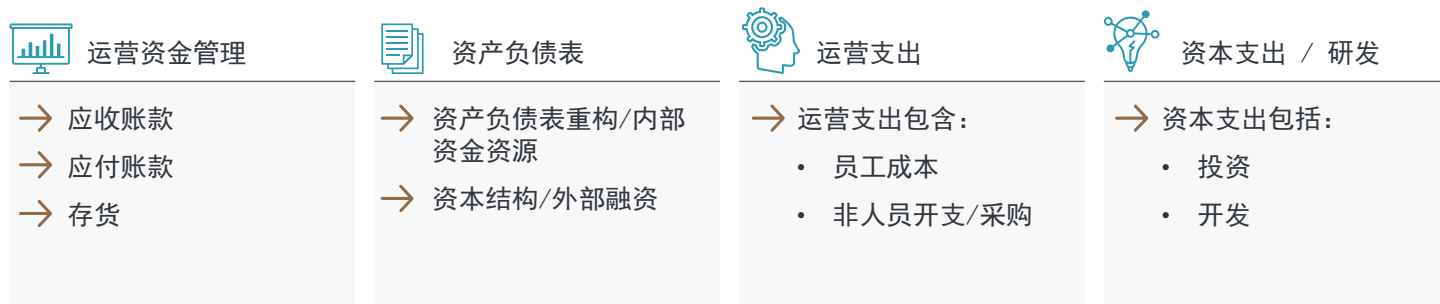 运营资金管理
应收账款
应付账款
存货
资产负债表
资产负债表重构/内部
资金资源
资本结构/外部融资
运营支出
运营支出包含：
• 员工成本
• 非人员开支/采购
资本支出 / 研发
资本支出包括：
• 投资
• 开发